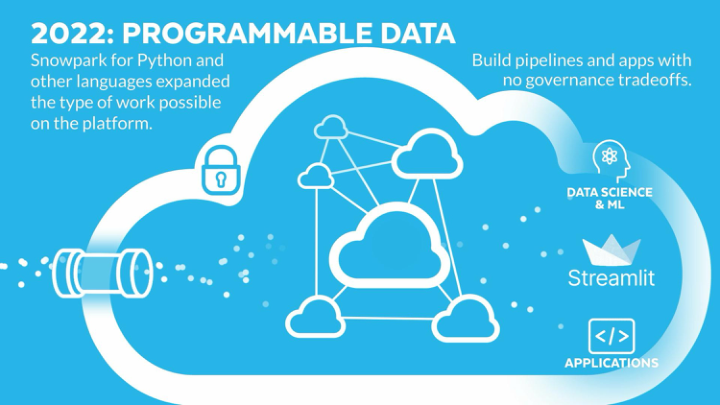 2022: PROGRAMMABLE DATA
Snowpark for Python and
other languages expanded
the type of work possible
on the platform.
Build pipelines and apps with
no governance tradeoffs.
DATA SCIENCE
& ML
Streamlit
</>
APPLICATIONS